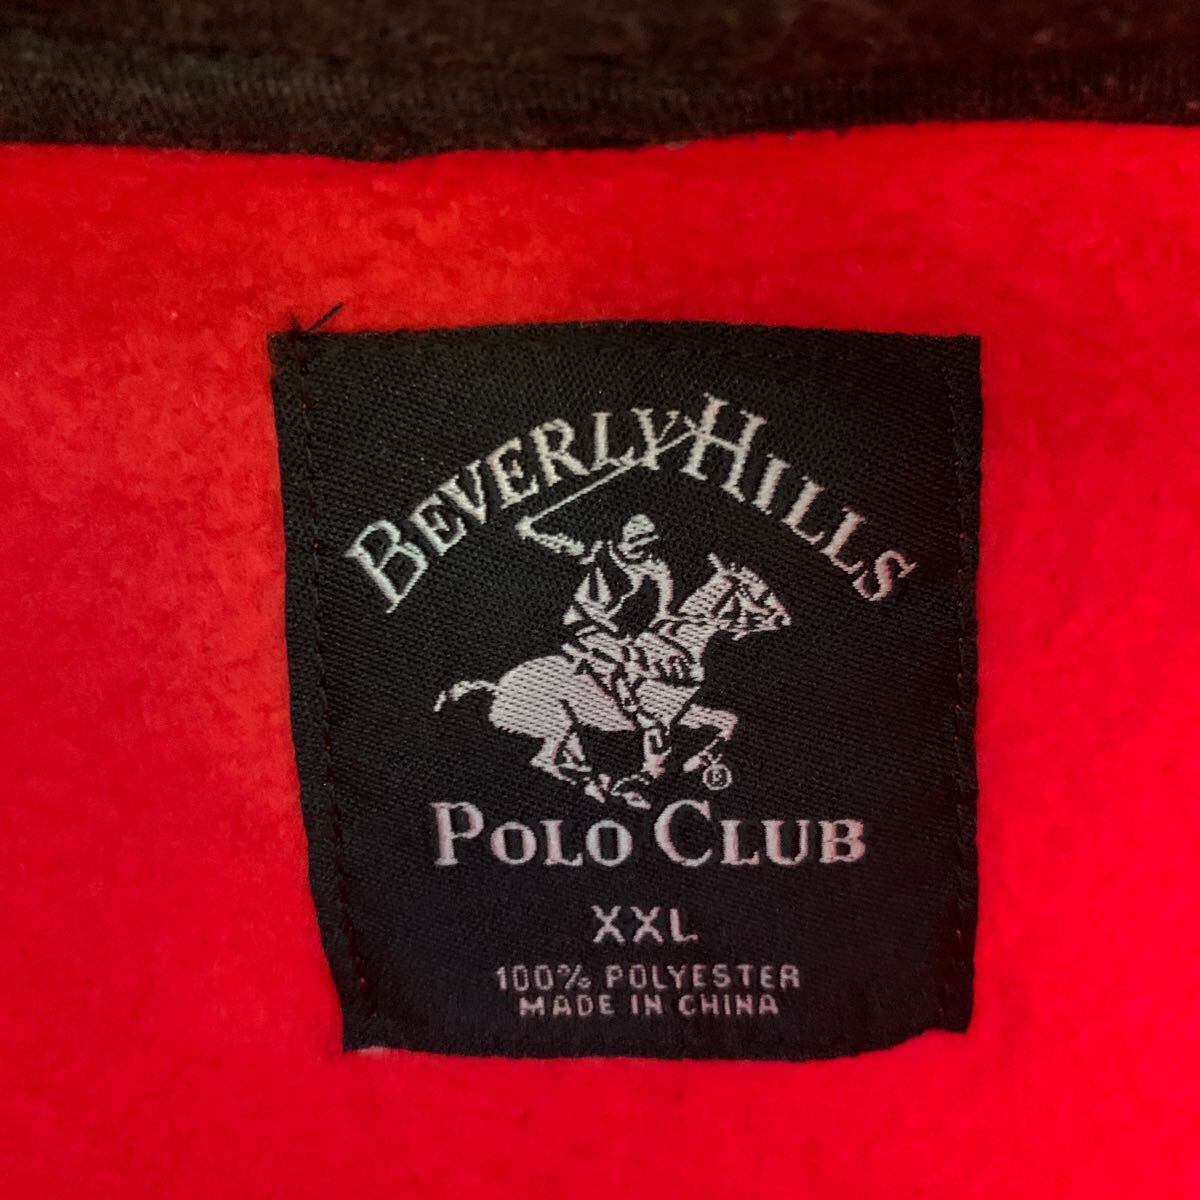 BEVERLY HILLS
®
POLO CLUB
XXL
100% POLYESTER
MADE IN CHINA